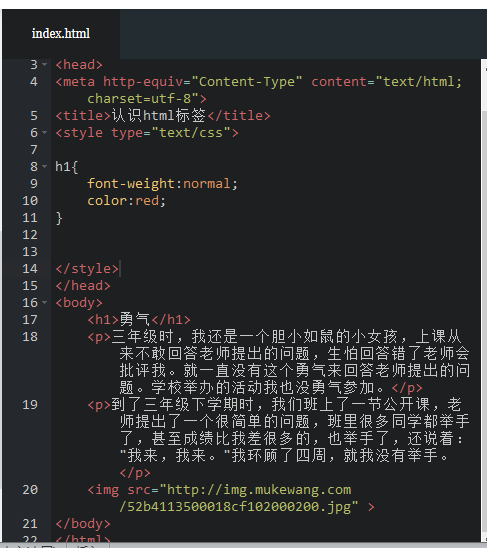 index.html
3 <head>
4 <meta http-equiv="Content-Type" content="text/html;
charset=utf-8">
5 <title>认识html标签</title>
6 <style type="text/css">
7
8 h1{
9 font-weight:normal;
10 color:red;
11 }
12
13
14 </style>
15 </head>
16 <body>
17 <h1>勇气</h1>
18 <p>三年级时，我还是一个胆小如鼠的小女孩，上课从
来不敢回答老师提出的问题，生怕回答错了老师会
批评我。就一直没有这个勇气来回答老师提出的问
题。学校举办的活动我也没勇气参加。</p>
19 <p>到了三年级下学期时，我们班上了一节公开课，老
师提出了一个很简单的问题，班里很多同学都举手
了，甚至成绩比我差很多的，也举手了，还说着：
"我来，我来。"我环顾了四周，就我没有举手。
</p>
20 <img src="http://img.mukewang.com
/52b4113500018cf102000200.jpg" >
21 </body>
22 </html>